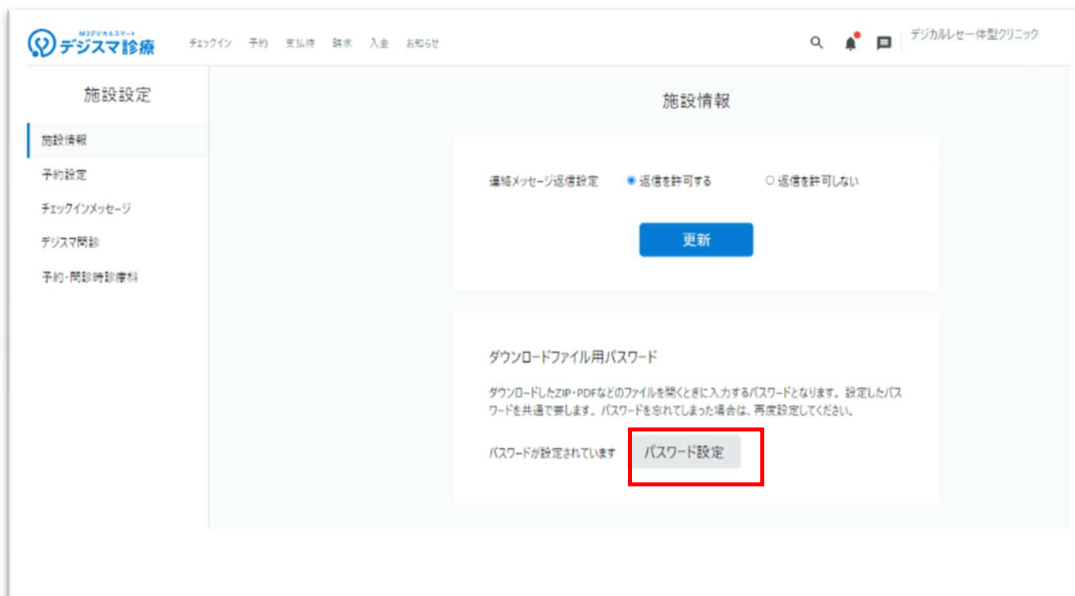 M3デジカルスマート
デジスマ診療
チェックイン 予約 支払待 請求 入金 お知らせ
デジカルレセ一体型クリニック
施設設定
施設情報
予約設定
チェックインメッセージ
デジスマ問診
予約・問診時診療科
施設情報
連絡メッセージ返信設定 返信を許可する 返信を許可しない
更新
ダウンロードファイル用パスワード
ダウンロードしたZIP・PDFなどのファイルを開くときに入力するパスワードとなります。設定したパス
ワードを共通で要します。パスワードを忘れてしまった場合は、再度設定してください。
パスワードが設定されています パスワード設定